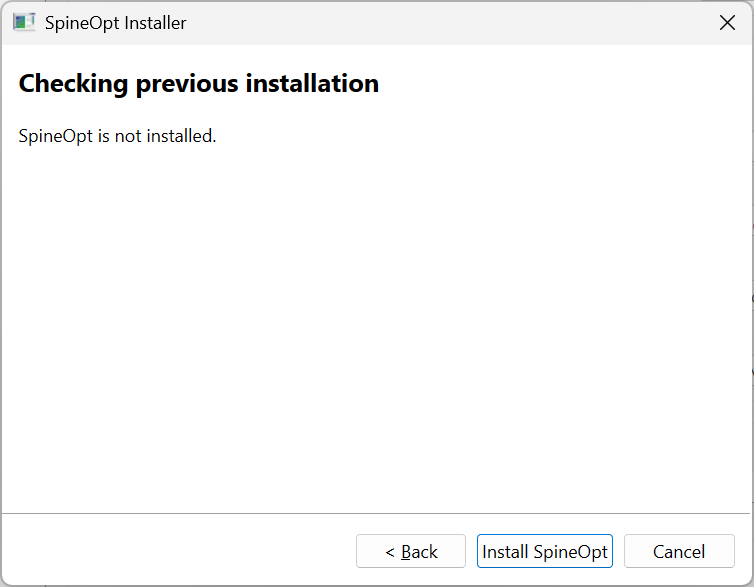 SpineOpt Installer
Checking previous installation
SpineOpt is not installed.
< Back
Install SpineOpt
Cancel